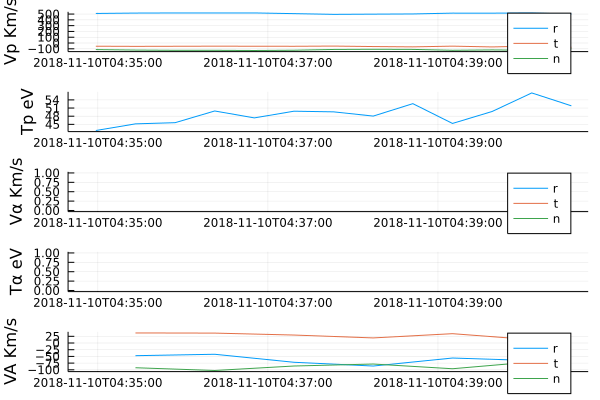 Vp Km/s
500
400
300
200
100
0
−100
2018-11-10T04:35:00
2018-11-10T04:37:00
2018-11-10T04:39:00
r
t
n
Tp eV
54
51
48
45
2018-11-10T04:35:00
2018-11-10T04:37:00
2018-11-10T04:39:00
Vα Km/s
1.00
0.75
0.50
0.25
0.00
2018-11-10T04:35:00
2018-11-10T04:37:00
2018-11-10T04:39:00
r
t
n
Tα eV
1.00
0.75
0.50
0.25
0.00
2018-11-10T04:35:00
2018-11-10T04:37:00
2018-11-10T04:39:00
VA Km/s
25
0
−25
−50
−75
−100
2018-11-10T04:35:00
2018-11-10T04:37:00
2018-11-10T04:39:00
r
t
n